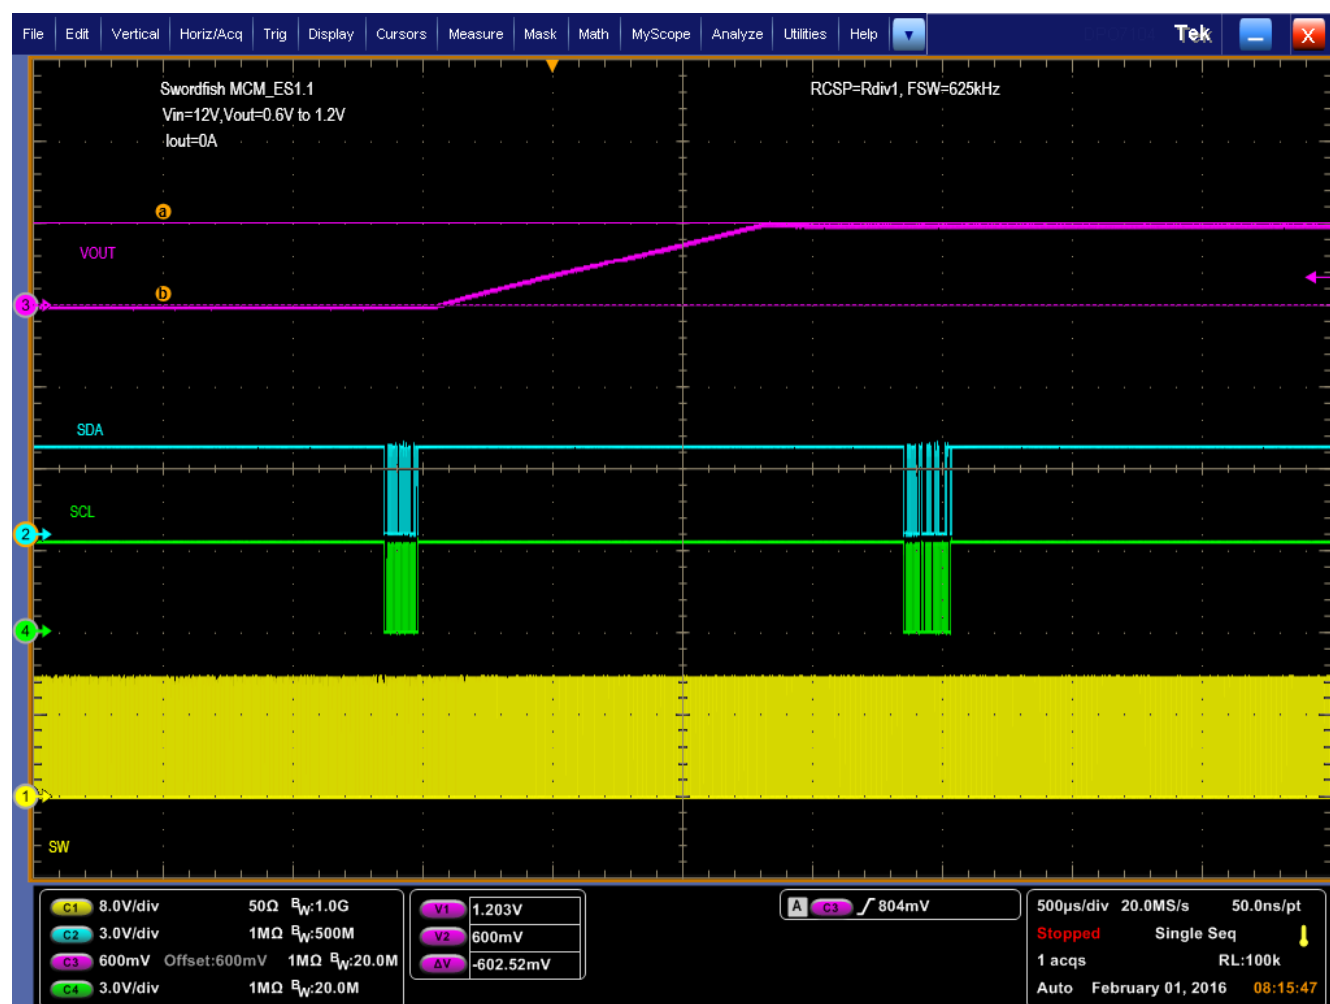 File Edit Vertical Horiz/Acq Trig Display Cursors Measure Mask Math MyScope Analyze Utilities Help Tek X
Swordfish MCM_ES1.1
Vin=12V,Vout=0.6V to 1.2V
Iout=0A
RCSP=Rdiv1, FSW=625kHz
a
VOUT
b
3
SDA
SCL
2
4
1
SW
C1 8.0V/div 50Ω BW:1.0G
C2 3.0V/div 1MΩ BW:500M
C3 600mV Offset:600mV 1MΩ BW:20.0M
C4 3.0V/div 1MΩ BW:20.0M
V1 1.203V
V2 600mV
ΔV -602.52mV
A C3 804mV
500µs/div 20.0MS/s 50.0ns/pt
Stopped Single Seq
1 acqs RL:100k
Auto February 01, 2016 08:15:47